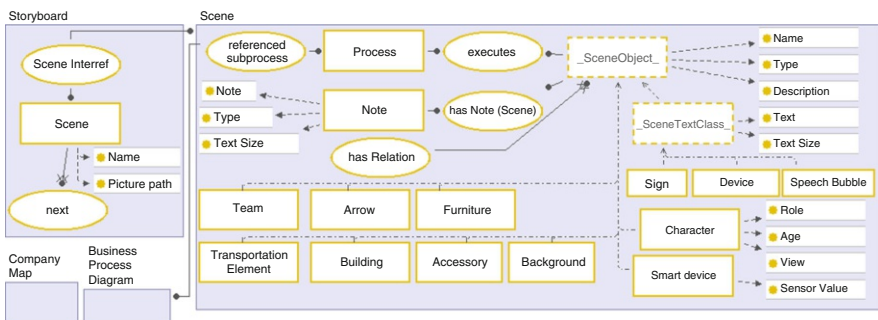 Storyboard
Scene Interref
Scene
Name
Picture path
next
Company
Map
Business
Process
Diagram
Scene
referenced
subprocess
Process
executes
_SceneObject_
Name
Type
Description
Note
Type
Text Size
Note
has Note (Scene)
has Relation
_SceneTextClass_
Text
Text Size
Sign
Device
Speech Bubble
Team
Arrow
Furniture
Character
Role
Age
View
Transportation
Element
Building
Accessory
Background
Smart device
Sensor Value